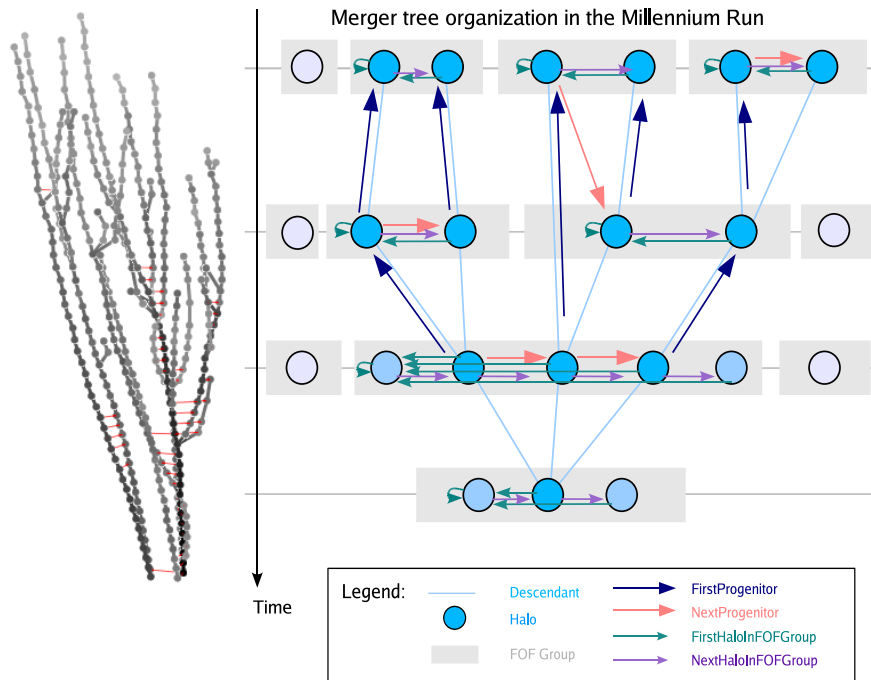 Merger tree organization in the Millennium Run
Time
Legend:
Descendant
Halo
FOF Group
FirstProgenitor
NextProgenitor
FirstHaloInFOFGroup
NextHaloInFOFGroup